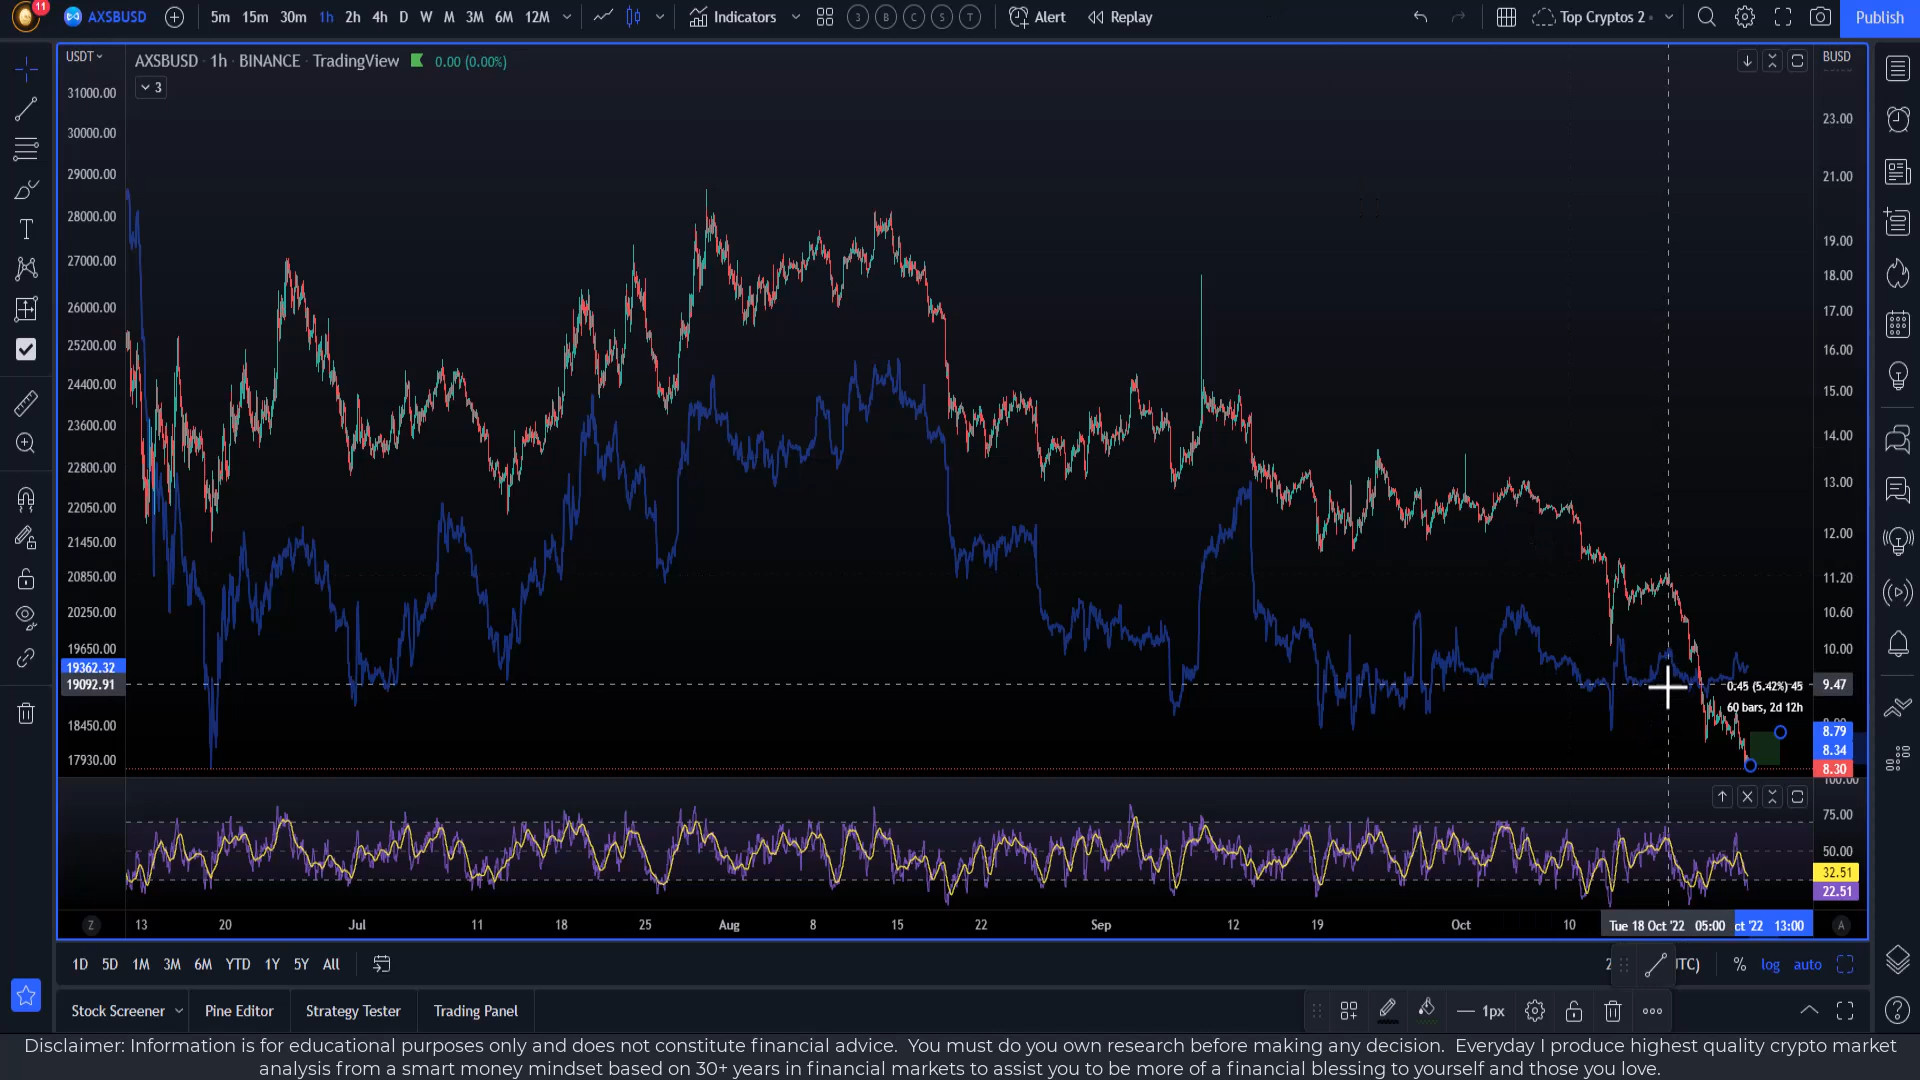 11
AXSBUSD
5m 15m 30m 1h 2h 4h D W M 3M 6M 12M
Indicators
3 B C S T
Alert
Replay
Top Cryptos 2
Publish
USDT
AXSBUSD · 1h · BINANCE · TradingView 0.00 (0.00%)
BUSD
3
31000.00
30000.00
29000.00
28000.00
27000.00
26000.00
25200.00
24400.00
23600.00
22800.00
22050.00
21450.00
20850.00
20250.00
19650.00
19362.32
19092.91
18450.00
17930.00
23.00
21.00
19.00
18.00
17.00
16.00
15.00
14.00
13.00
12.00
11.20
10.60
10.00
9.47
8.79
8.34
8.30
0.45 (5.42%) 45
60 bars, 2d 12h
100.00
75.00
50.00
32.51
22.51
Z 13 20 Jul 11 18 25 Aug 8 15 22 Sep 12 19 Oct 10 Tue 18 Oct '22 05:00 ct '22 13:00 A
1D 5D 1M 3M 6M YTD 1Y 5Y All
2 TC) % log auto
Stock Screener Pine Editor Strategy Tester Trading Panel
1px
Disclaimer: Information is for educational purposes only and does not constitute financial advice. You must do you own research before making any decision. Everyday I produce highest quality crypto market
analysis from a smart money mindset based on 30+ years in financial markets to assist you to be more of a financial blessing to yourself and those you love.